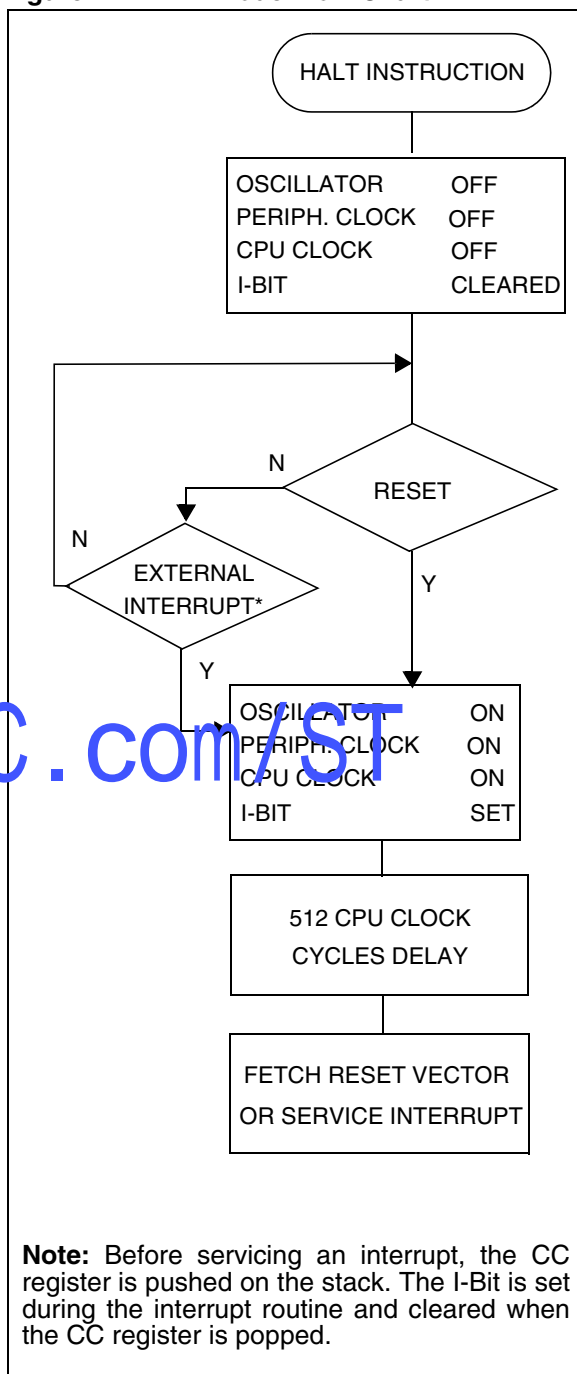 HALT INSTRUCTION
OSCILLATOR OFF
PERIPH. CLOCK OFF
CPU CLOCK OFF
I-BIT CLEARED
N
RESET
N
EXTERNAL
INTERRUPT*
Y
Y
OSCILLATOR ON
PERIPH. CLOCK ON
CPU CLOCK ON
I-BIT SET
C.com/ST
512 CPU CLOCK
CYCLES DELAY
FETCH RESET VECTOR
OR SERVICE INTERRUPT
Note: Before servicing an interrupt, the CC
register is pushed on the stack. The I-Bit is set
during the interrupt routine and cleared when
the CC register is popped.